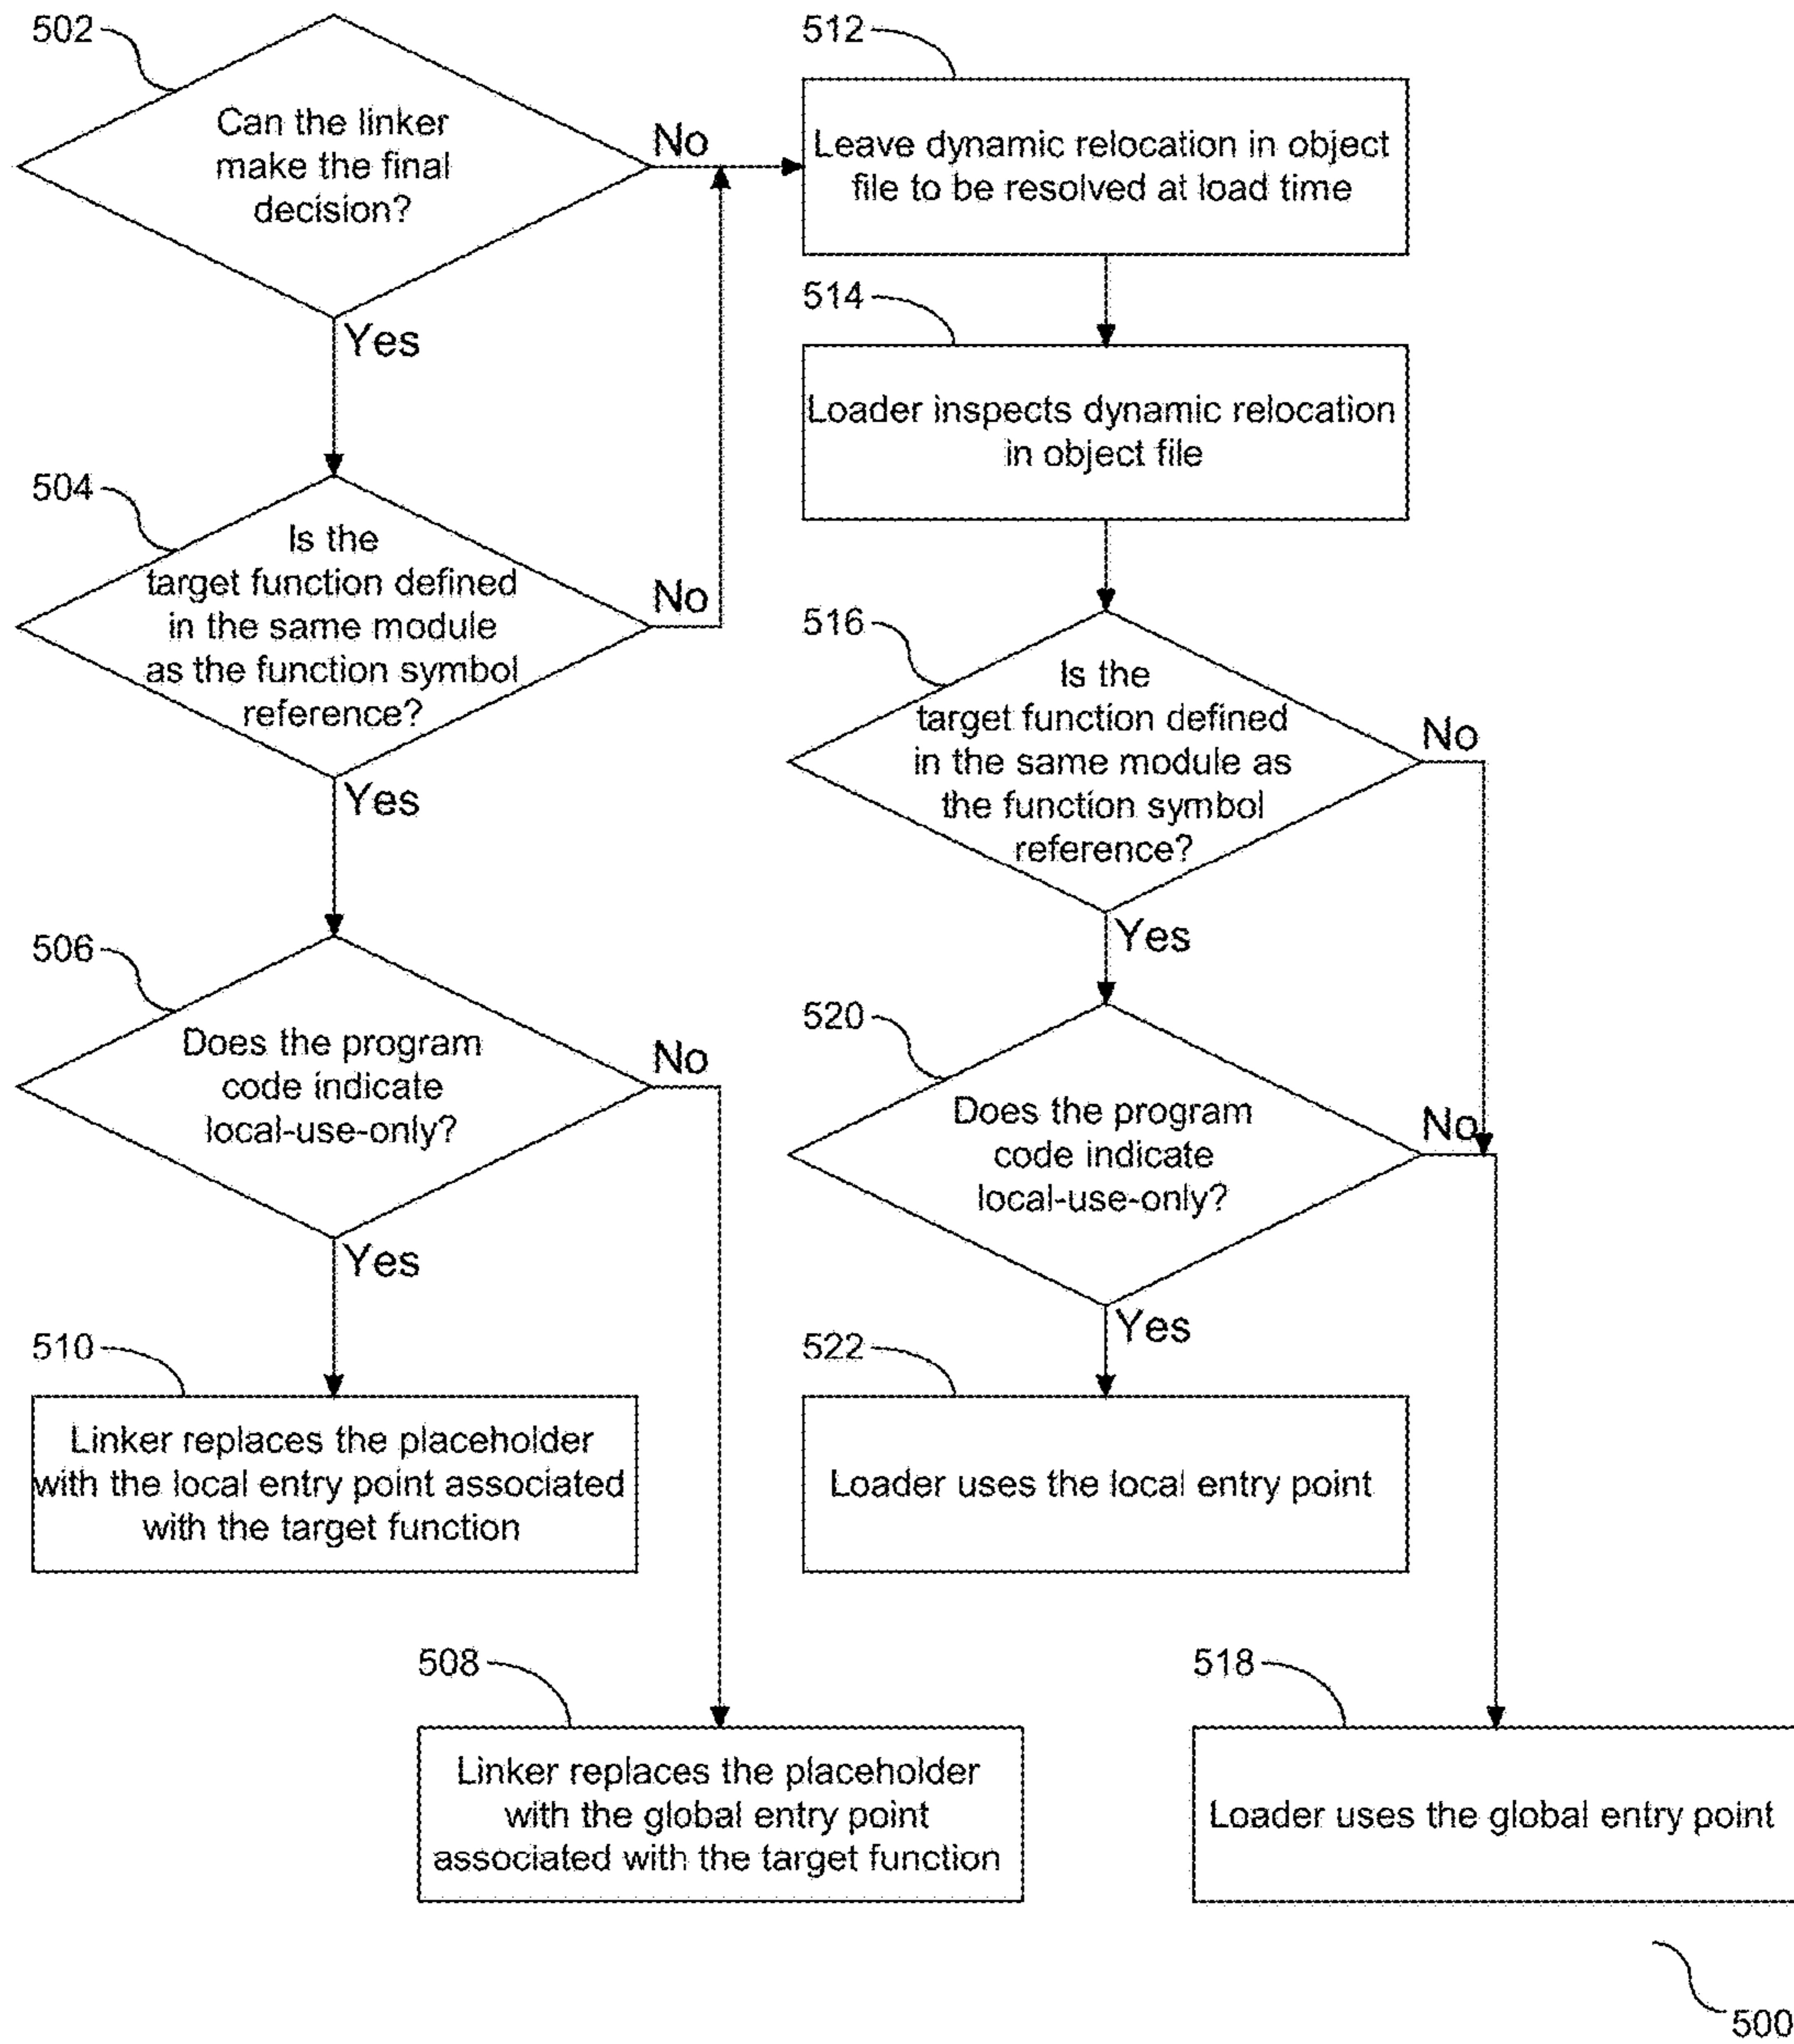 502
Can the linker
make the final
decision?
No
Yes
504
Is the
target function defined
in the same module
as the function symbol
reference?
No
Yes
506
Does the program
code indicate
local-use-only?
No
Yes
510
Linker replaces the placeholder
with the local entry point associated
with the target function
508
Linker replaces the placeholder
with the global entry point
associated with the target function
512
Leave dynamic relocation in object
file to be resolved at load time
514
Loader inspects dynamic relocation
in object file
516
Is the
target function defined
in the same module as
the function symbol
reference?
No
Yes
520
Does the program
code indicate
local-use-only?
No
Yes
522
Loader uses the local entry point
518
Loader uses the global entry point
500